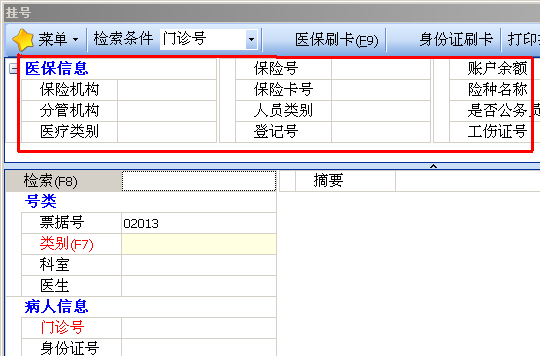 挂号
菜单 检索条件 门诊号 医保刷卡(F9) 身份证刷卡
医保信息 保险号 账户余额
保险机构 保险卡号 险种名称
分管机构 人员类别 是否公务员
医疗类别 登记号 工伤证号
检索(F8) 摘要
号类
票据号 02013
类别(F7)
科室
医生
病人信息
门诊号
身份证号